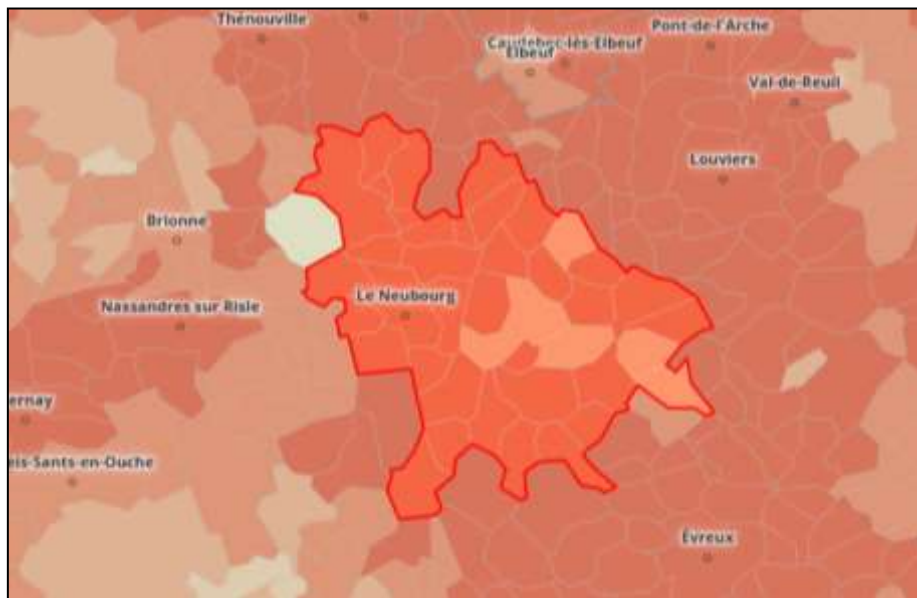 Thénouville
Caudebec-lès-Elbeuf
Elbeuf
Pont-de-l'Arche
Val-de-Reuil
Louviers
Brionne
Le Neubourg
Nassandres sur Risle
ernay
eis-Sants-en-Ouche
Évreux